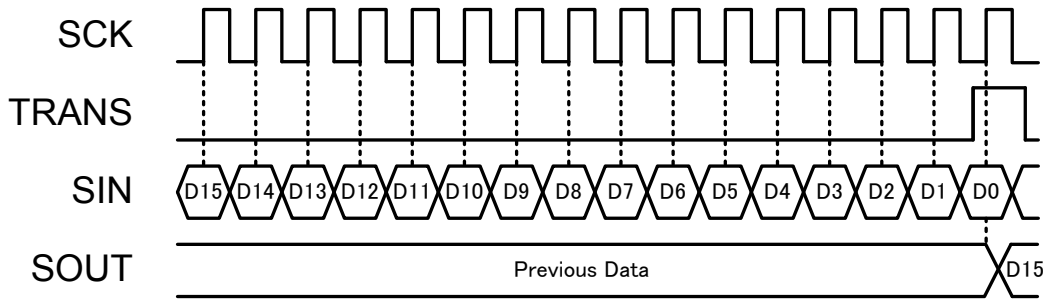 SCK
TRANS
SIN
D15 D14 D13 D12 D11 D10 D9 D8 D7 D6 D5 D4 D3 D2 D1 D0
SOUT
Previous Data
D15